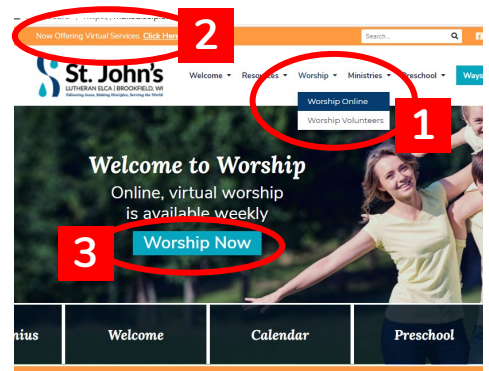 Now Offering Virtual Services. Click Here
2
Search...
St. John's
LUTHERAN ELCA | BROOKFIELD, WI
Following Jesus, Making Disciples, Serving the World
Welcome Resources Worship Ministries Preschool Ways
Worship Online
Worship Volunteers
1
Welcome to Worship
Online, virtual worship
is available weekly
3
Worship Now
Welcome Calendar Preschool